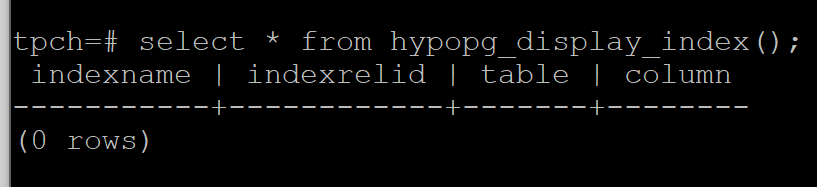 tpch=# select * from hypopg_display_index();
 indexname | indexrelid | table | column
-----------+------------+-------+--------
(0 rows)